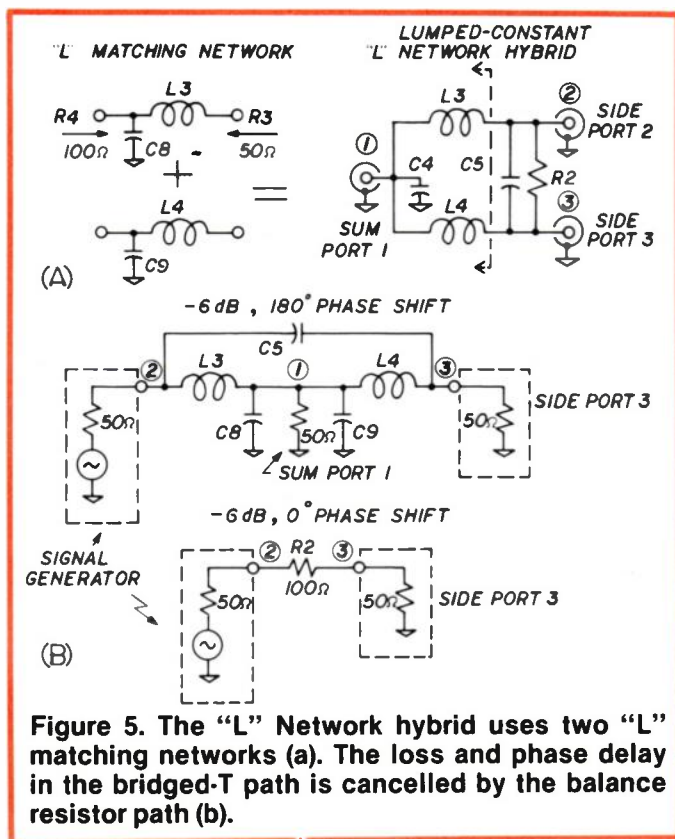 "L" MATCHING NETWORK
LUMPED-CONSTANT
"L" NETWORK HYBRID
L3
R4
R3
100Ω
C8
50Ω
+
=
L4
C9
(A)
①
SUM
PORT 1
L3
C4
L4
C5
R2
②
SIDE
PORT 2
③
SIDE
PORT 3
-6 dB, 180° PHASE SHIFT
C5
②
L3
①
L4
③
50Ω
C8
50Ω
C9
SUM PORT 1
50Ω
SIDE PORT 3
-6dB, 0° PHASE SHIFT
SIGNAL
GENERATOR
② R2 ③
50Ω
100Ω
50Ω
SIDE PORT 3
(B)
Figure 5. The “L” Network hybrid uses two “L”
matching networks (a). The loss and phase delay
in the bridged-T path is cancelled by the balance
resistor path (b).